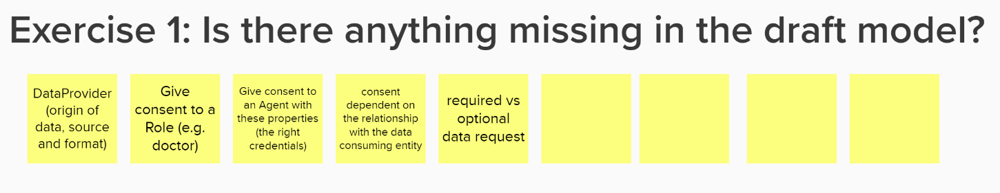 Exercise 1: Is there anything missing in the draft model?
DataProvider
(origin of
data, source
and format)
Give
consent to a
Role (e.g.
doctor)
Give consent to
an Agent with
these properties
(the right
credentials)
consent
dependent on
the relationship
with the data
consuming entity
required vs
optional
data request